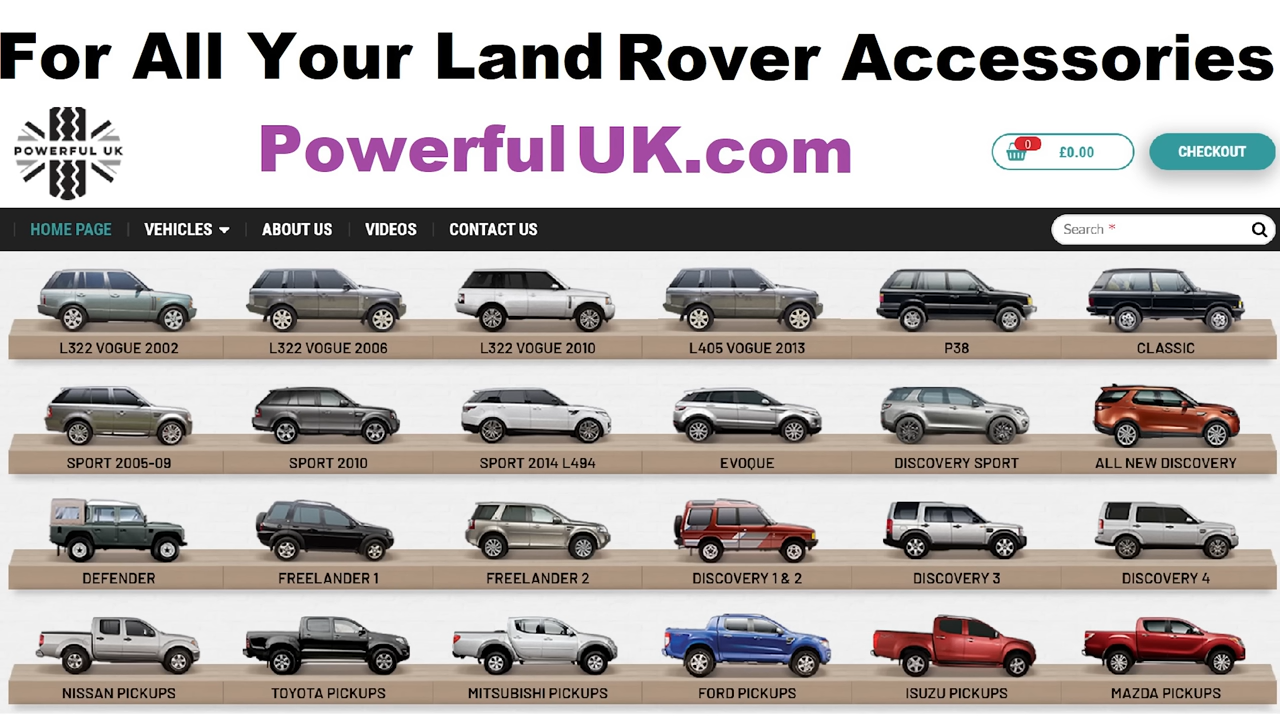 For All Your Land Rover Accessories
POWERFUL UK
PowerfulUK.com
0
£0.00
CHECKOUT
HOME PAGE
VEHICLES
ABOUT US
VIDEOS
CONTACT US
Search *
L322 VOGUE 2002
L322 VOGUE 2006
L322 VOGUE 2010
L405 VOGUE 2013
P38
CLASSIC
SPORT 2005-09
SPORT 2010
SPORT 2014 L494
EVOQUE
DISCOVERY SPORT
ALL NEW DISCOVERY
DEFENDER
FREELANDER 1
FREELANDER 2
DISCOVERY 1 & 2
DISCOVERY 3
DISCOVERY 4
NISSAN PICKUPS
TOYOTA PICKUPS
MITSUBISHI PICKUPS
FORD PICKUPS
ISUZU PICKUPS
MAZDA PICKUPS